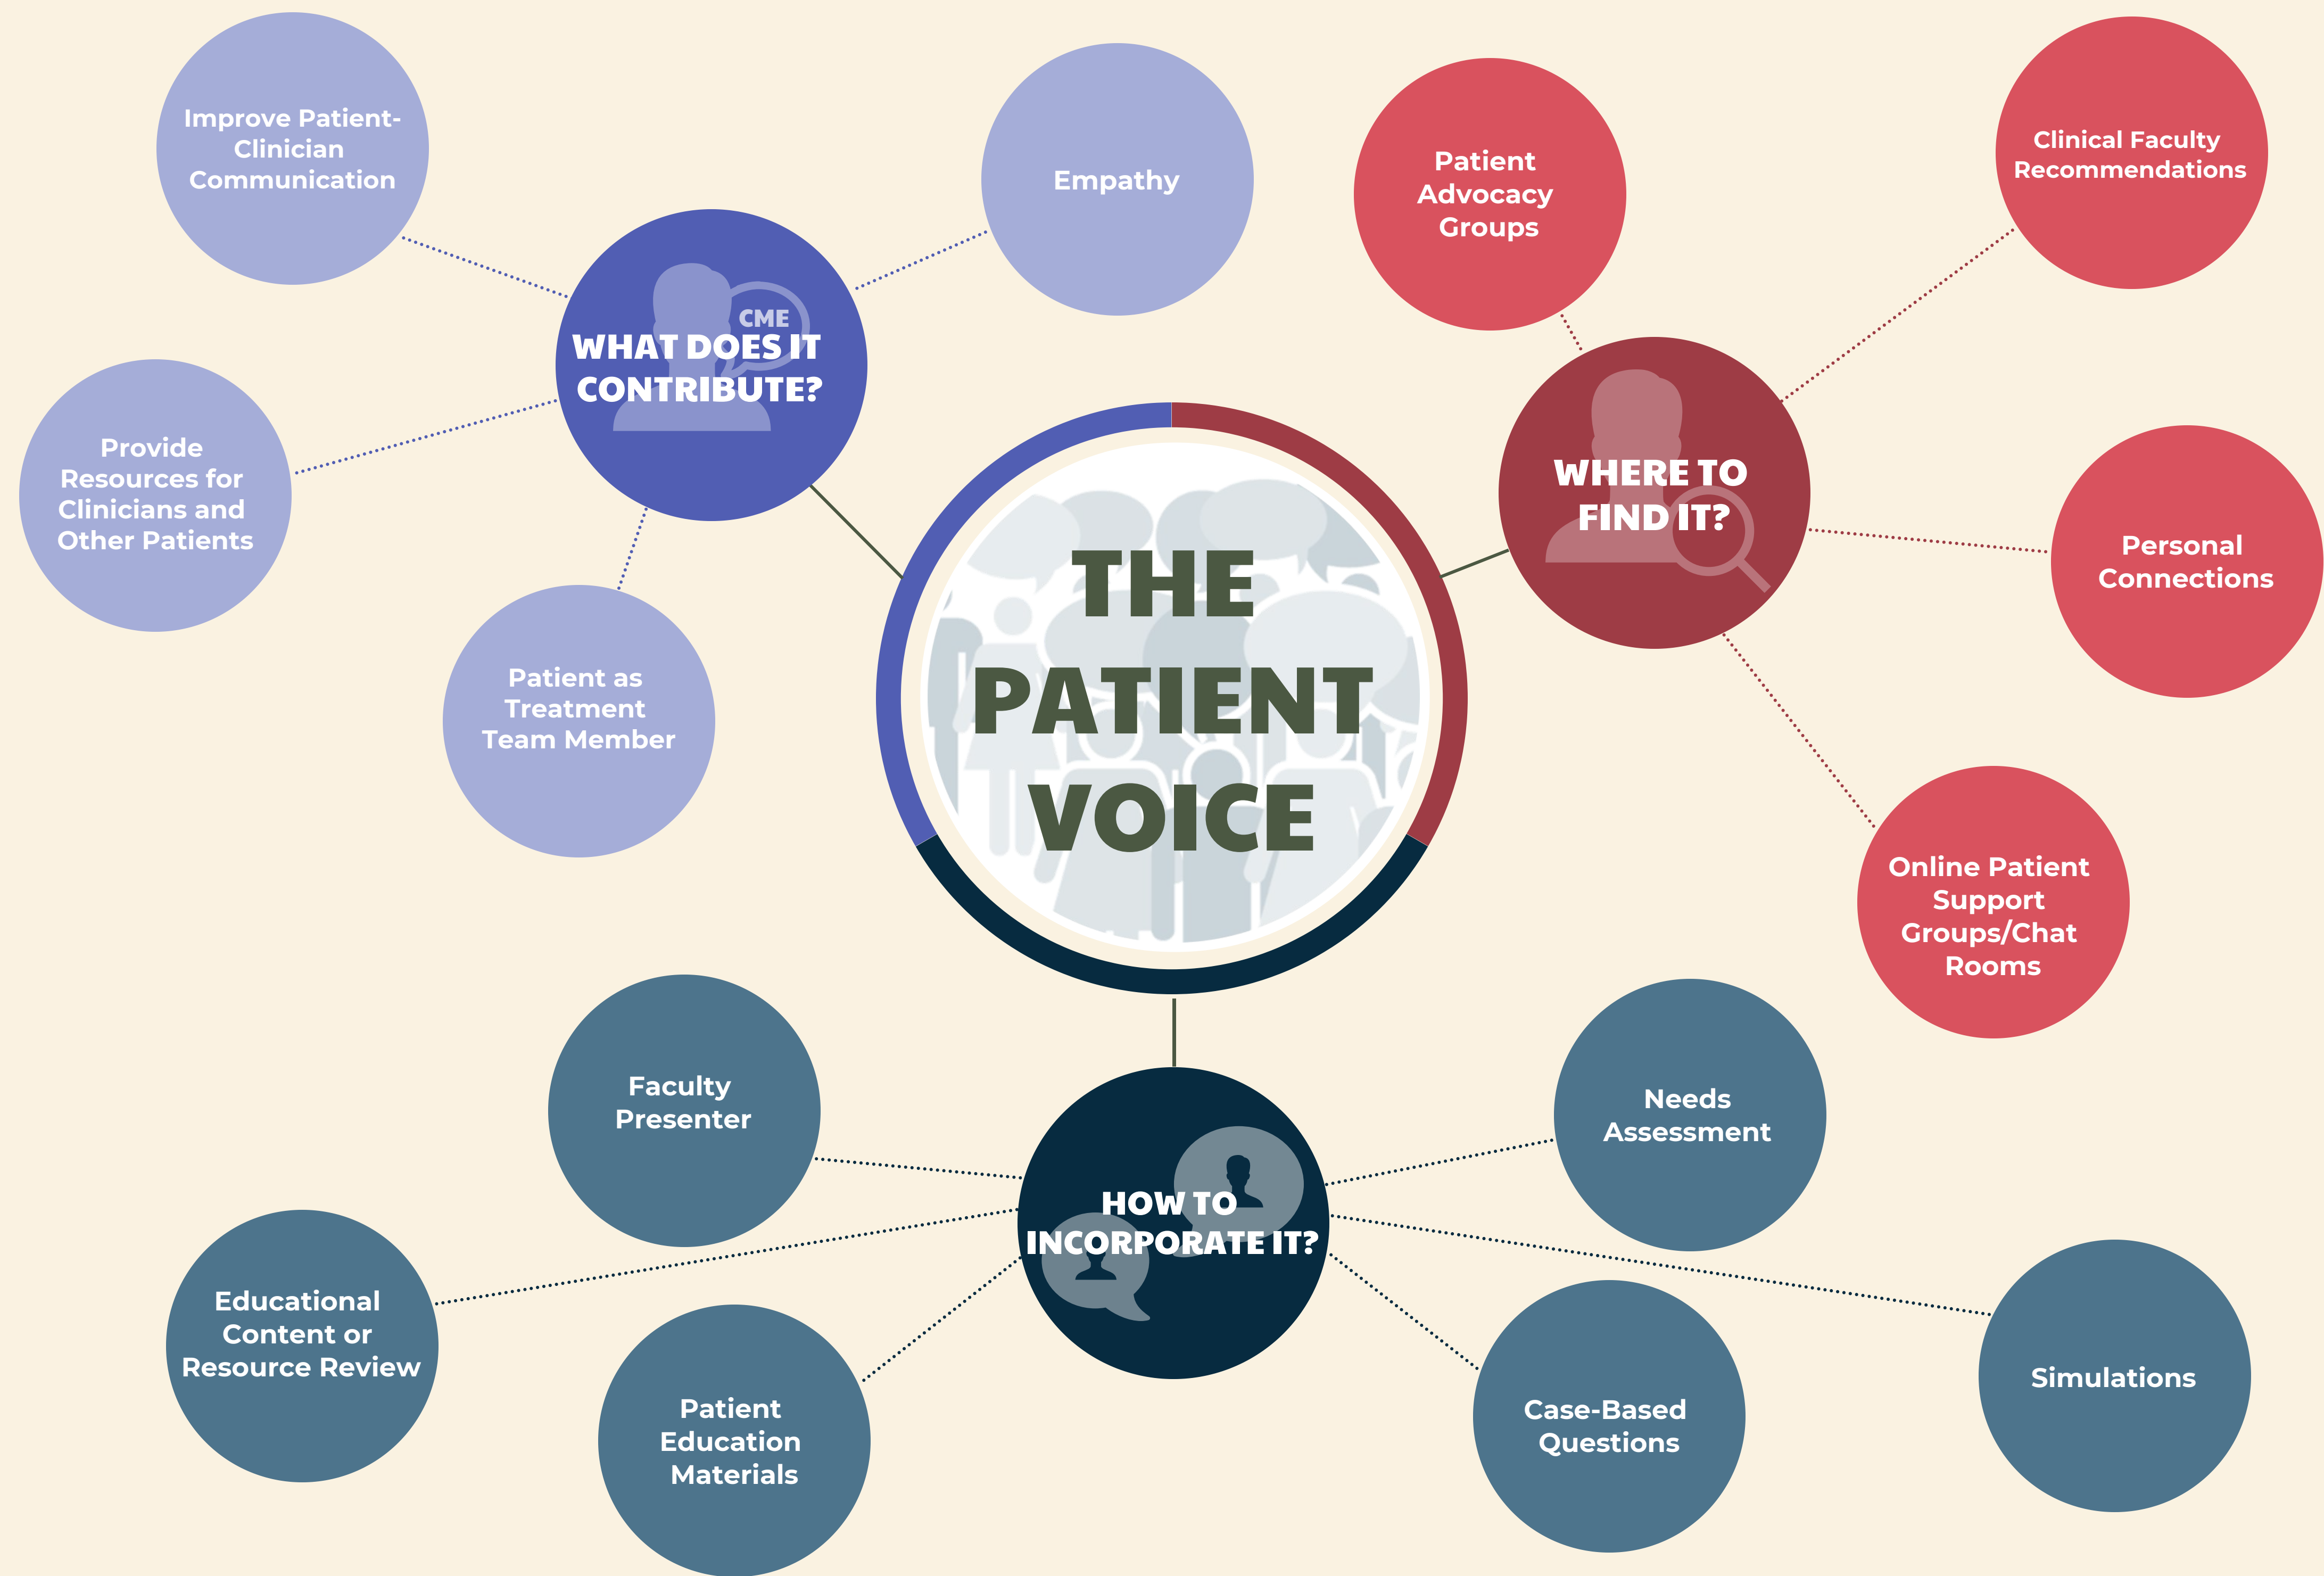 THE
PATIENT
VOICE
CME
WHAT DOES IT
CONTRIBUTE?
Improve Patient-
Clinician
Communication
Empathy
Provide
Resources for
Clinicians and
Other Patients
Patient as
Treatment
Team Member
WHERE TO
FIND IT?
Patient
Advocacy
Groups
Clinical Faculty
Recommendations
Personal
Connections
Online Patient
Support
Groups/Chat
Rooms
HOW TO
INCORPORATE IT?
Faculty
Presenter
Educational
Content or
Resource Review
Patient
Education
Materials
Needs
Assessment
Simulations
Case-Based
Questions